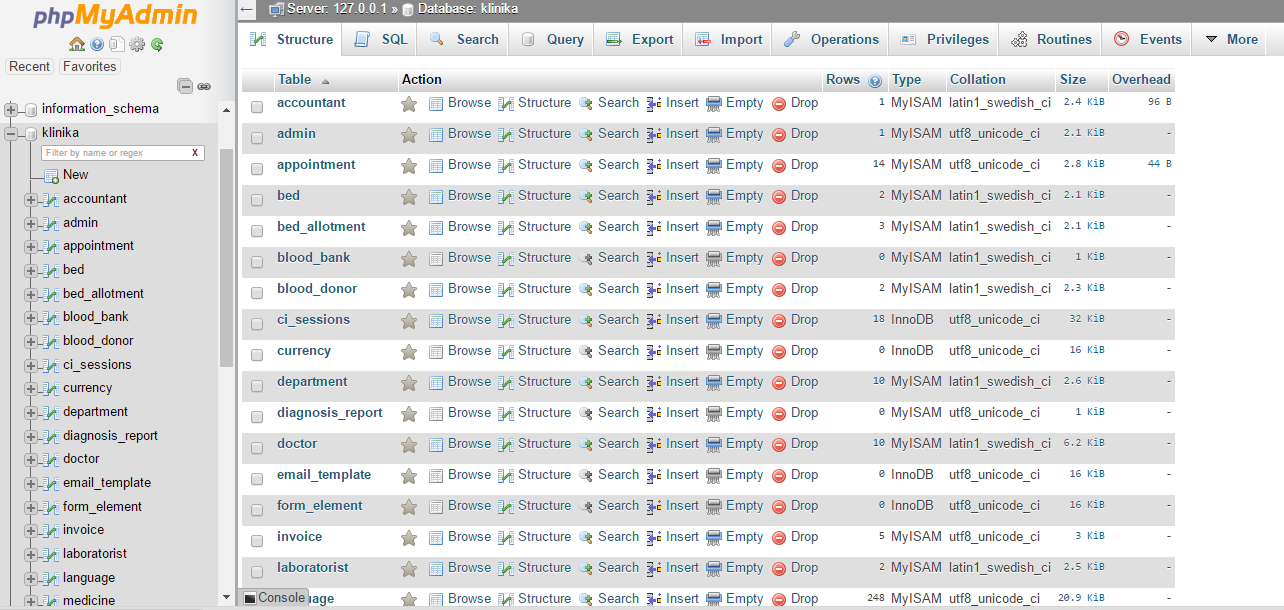 phpMyAdmin
Recent Favorites
information_schema
klinika
Filter by name or regex X
New
accountant
admin
appointment
bed
bed_allotment
blood_bank
blood_donor
ci_sessions
currency
department
diagnosis_report
doctor
email_template
form_element
invoice
laboratorist
language
medicine
Server: 127.0.0.1 » Database: klinika
Structure SQL Search Query Export Import Operations Privileges Routines Events More
Table Action Rows Type Collation Size Overhead
accountant Browse Structure Search Insert Empty Drop 1 MyISAM latin1_swedish_ci 2.4 KiB 96 B
admin Browse Structure Search Insert Empty Drop 1 MyISAM utf8_unicode_ci 2.1 KiB -
appointment Browse Structure Search Insert Empty Drop 14 MyISAM utf8_unicode_ci 2.8 KiB 44 B
bed Browse Structure Search Insert Empty Drop 2 MyISAM latin1_swedish_ci 2.1 KiB -
bed_allotment Browse Structure Search Insert Empty Drop 3 MyISAM latin1_swedish_ci 2.1 KiB -
blood_bank Browse Structure Search Insert Empty Drop 0 MyISAM latin1_swedish_ci 1 KiB -
blood_donor Browse Structure Search Insert Empty Drop 2 MyISAM latin1_swedish_ci 2.3 KiB -
ci_sessions Browse Structure Search Insert Empty Drop 18 InnoDB utf8_unicode_ci 32 KiB -
currency Browse Structure Search Insert Empty Drop 0 InnoDB utf8_unicode_ci 16 KiB -
department Browse Structure Search Insert Empty Drop 10 MyISAM latin1_swedish_ci 2.6 KiB -
diagnosis_report Browse Structure Search Insert Empty Drop 0 MyISAM utf8_unicode_ci 1 KiB -
doctor Browse Structure Search Insert Empty Drop 10 MyISAM latin1_swedish_ci 6.2 KiB -
email_template Browse Structure Search Insert Empty Drop 0 InnoDB utf8_unicode_ci 16 KiB -
form_element Browse Structure Search Insert Empty Drop 0 InnoDB utf8_unicode_ci 16 KiB -
invoice Browse Structure Search Insert Empty Drop 5 MyISAM utf8_unicode_ci 3 KiB -
laboratorist Browse Structure Search Insert Empty Drop 2 MyISAM utf8_unicode_ci 2.5 KiB -
Console uage Browse Structure Search Insert Empty Drop 248 MyISAM utf8_unicode_ci 20.9 KiB -